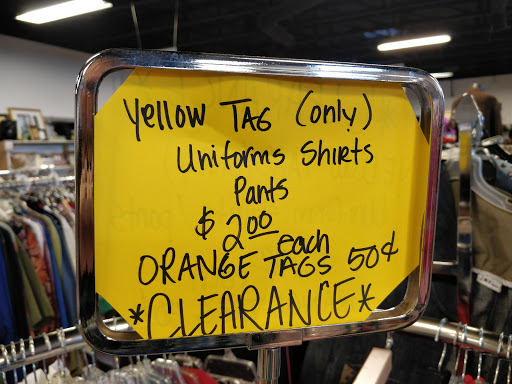 Yellow TAG (only)
Uniforms Shirts
Pants
$2.00 each
ORANGE TAGS 50¢
*CLEARANCE*